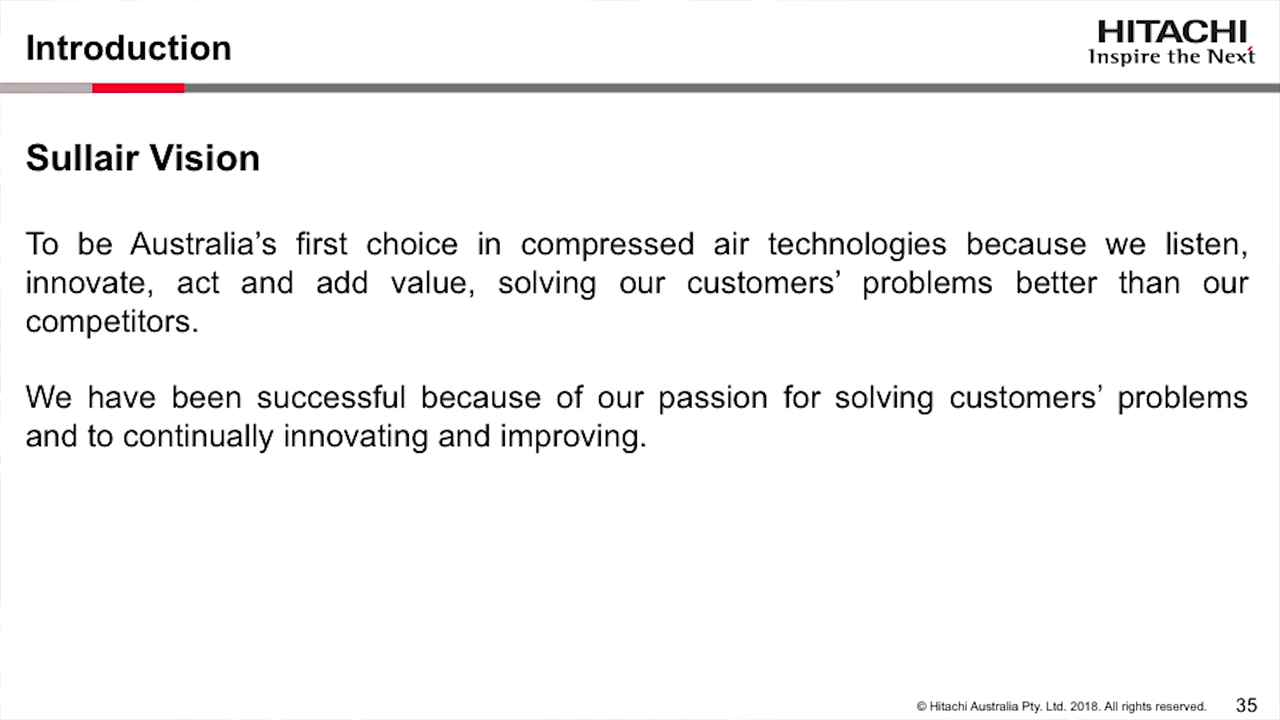 Introduction
HITACHI
Inspire the Next
Sullair Vision
To be Australia’s first choice in compressed air technologies because we listen,
innovate, act and add value, solving our customers’ problems better than our
competitors.
We have been successful because of our passion for solving customers’ problems
and to continually innovating and improving.
© Hitachi Australia Pty. Ltd. 2018. All rights reserved.
35